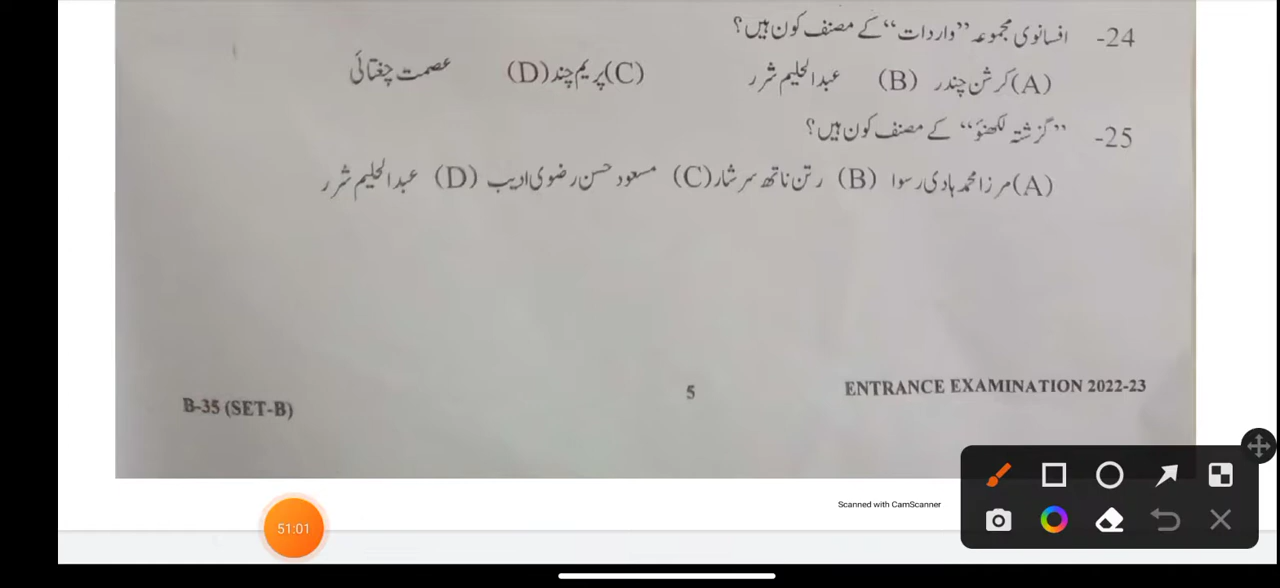 24- افسانوی مجموعہ ”واردات“ کے مصنف کون ہیں؟
(A) کرشن چندر (B) عبدالحلیم شرر (C) پریم چند (D) عصمت چغتائی
25- ”گزشتہ لکھنؤ“ کے مصنف کون ہیں؟
(A) مرزا محمد ہادی رسوا (B) رتن ناتھ سرشار (C) مسعود حسن رضوی ادیب (D) عبدالحلیم شرر
B-35 (SET-B) 5 ENTRANCE EXAMINATION 2022-23
Scanned with CamScanner
51:01